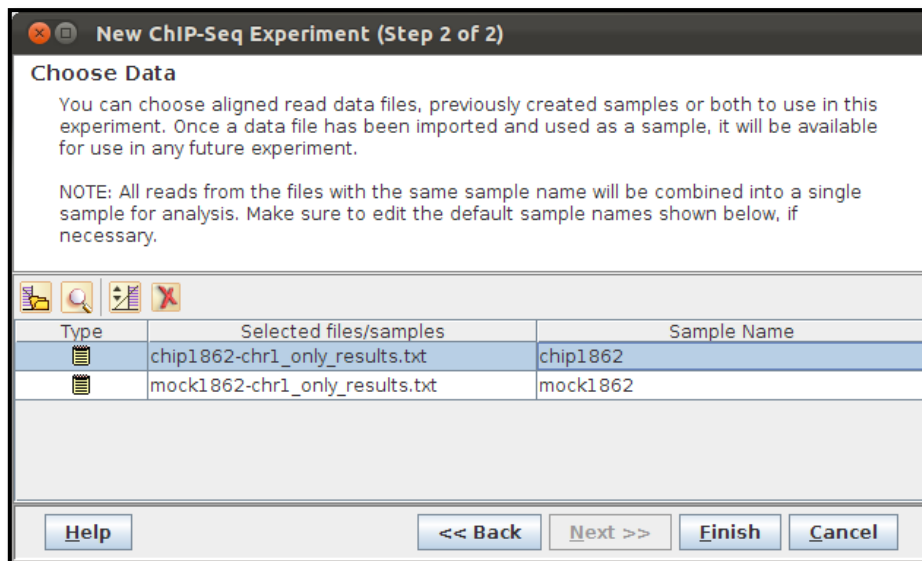 New ChIP-Seq Experiment (Step 2 of 2)
Choose Data
You can choose aligned read data files, previously created samples or both to use in this
experiment. Once a data file has been imported and used as a sample, it will be available
for use in any future experiment.
NOTE: All reads from the files with the same sample name will be combined into a single
sample for analysis. Make sure to edit the default sample names shown below, if
necessary.
Type Selected files/samples Sample Name
chip1862-chr1_only_results.txt chip1862
mock1862-chr1_only_results.txt mock1862
Help << Back Next >> Finish Cancel